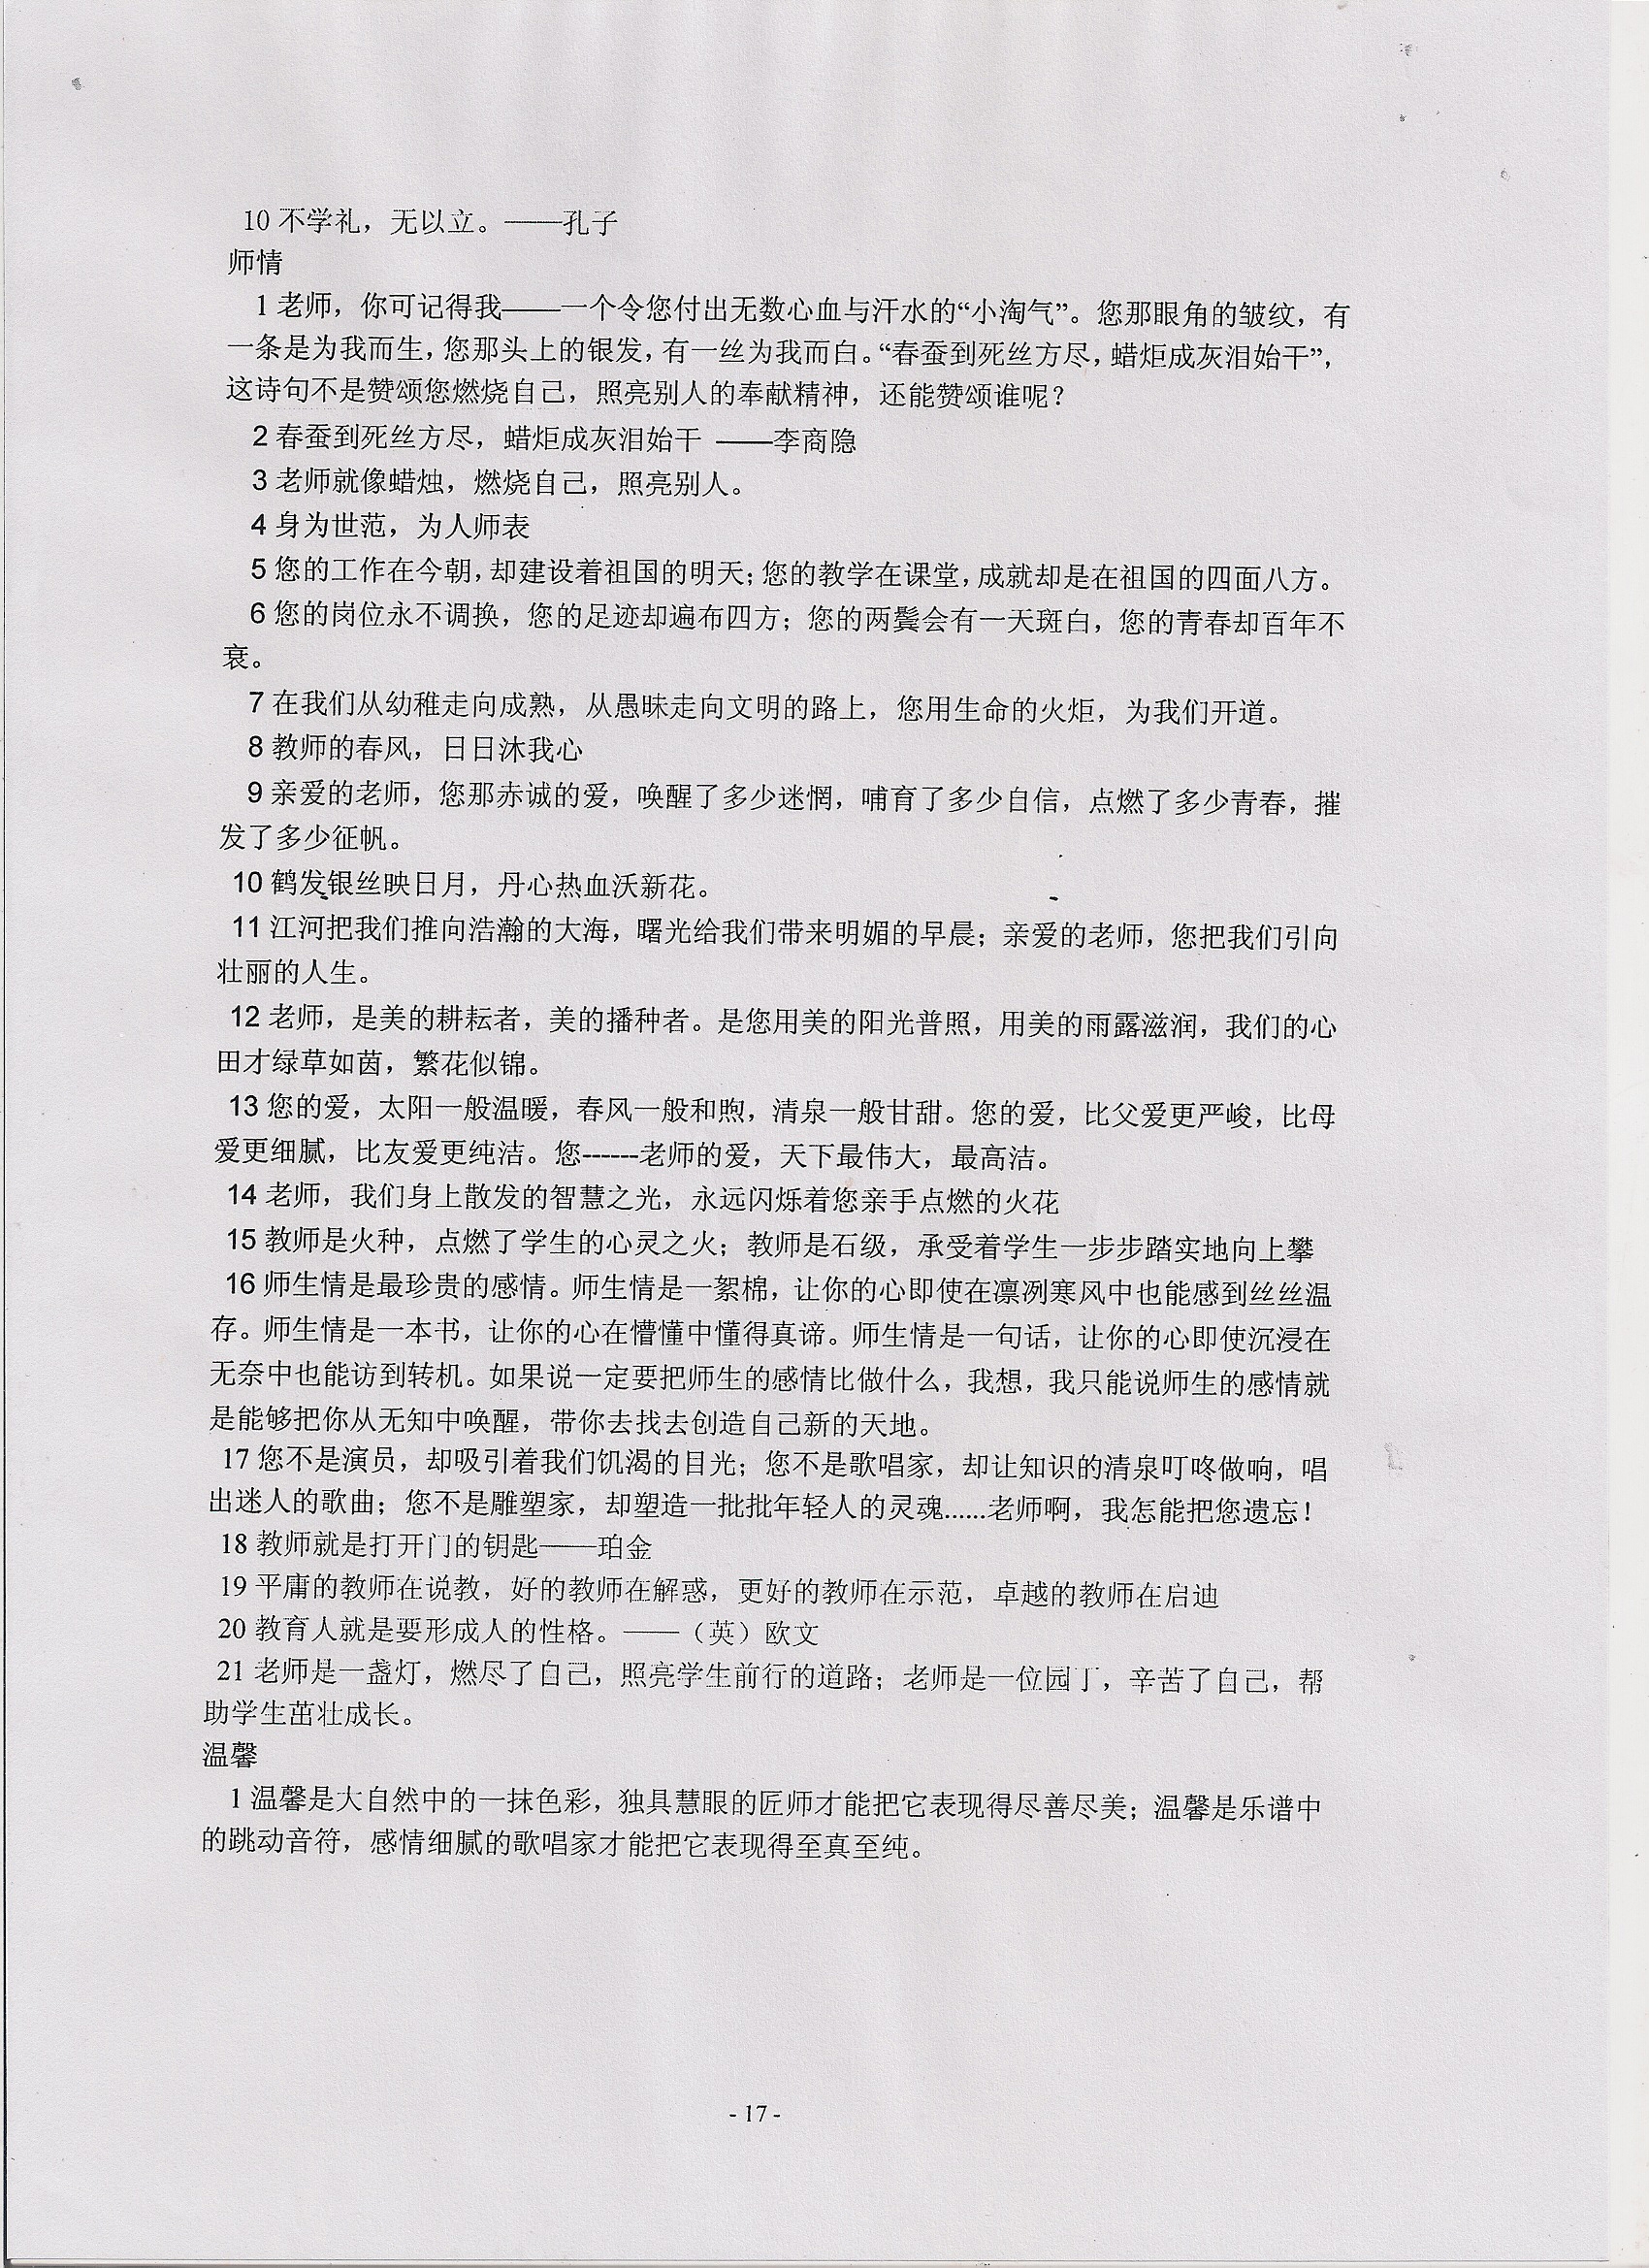 10 不学礼，无以立。——孔子
师情
1 老师，你可记得我——一个令您付出无数心血与汗水的“小淘气”。您那眼角的皱纹，有
一条是为我而生，您那头上的银发，有一丝为我而白。“春蚕到死丝方尽，蜡炬成灰泪始干”，
这诗句不是赞颂您燃烧自己，照亮别人的奉献精神，还能赞颂谁呢？
2 春蚕到死丝方尽，蜡炬成灰泪始干 ——李商隐
3 老师就像蜡烛，燃烧自己，照亮别人。
4 身为世范，为人师表
5 您的工作在今朝，却建设着祖国的明天；您的教学在课堂，成就却是在祖国的四面八方。
6 您的岗位永不调换，您的足迹却遍布四方；您的两鬓会有一天斑白，您的青春却百年不
衰。
7 在我们从幼稚走向成熟，从愚昧走向文明的路上，您用生命的火炬，为我们开道。
8 教师的春风，日日沐我心
9 亲爱的老师，您那赤诚的爱，唤醒了多少迷惘，哺育了多少自信，点燃了多少青春，摧
发了多少征帆。
10 鹤发银丝映日月，丹心热血沃新花。
11 江河把我们推向浩瀚的大海，曙光给我们带来明媚的早晨；亲爱的老师，您把我们引向
壮丽的人生。
12 老师，是美的耕耘者，美的播种者。是您用美的阳光普照，用美的雨露滋润，我们的心
田才绿草如茵，繁花似锦。
13 您的爱，太阳一般温暖，春风一般和煦，清泉一般甘甜。您的爱，比父爱更严峻，比母
爱更细腻，比友爱更纯洁。您------老师的爱，天下最伟大，最高洁。
14 老师，我们身上散发的智慧之光，永远闪烁着您亲手点燃的火花
15 教师是火种，点燃了学生的心灵之火；教师是石级，承受着学生一步步踏实地向上攀
16 师生情是最珍贵的感情。师生情是一絮棉，让你的心即使在凛冽寒风中也能感到丝丝温
存。师生情是一本书，让你的心在懵懂中懂得真谛。师生情是一句话，让你的心即使沉浸在
无奈中也能访到转机。如果说一定要把师生的感情比做什么，我想，我只能说师生的感情就
是能够把你从无知中唤醒，带你去找去创造自己新的天地。
17 您不是演员，却吸引着我们饥渴的目光；您不是歌唱家，却让知识的清泉叮咚做响，唱
出迷人的歌曲；您不是雕塑家，却塑造一批批年轻人的灵魂……老师啊，我怎能把您遗忘！
18 教师就是打开门的钥匙——珀金
19 平庸的教师在说教，好的教师在解惑，更好的教师在示范，卓越的教师在启迪
20 教育人就是要形成人的性格。——（英）欧文
21 老师是一盏灯，燃尽了自己，照亮学生前行的道路；老师是一位园丁，辛苦了自己，帮
助学生茁壮成长。
温馨
1 温馨是大自然中的一抹色彩，独具慧眼的匠师才能把它表现得尽善尽美；温馨是乐谱中
的跳动音符，感情细腻的歌唱家才能把它表现得至真至纯。
- 17 -